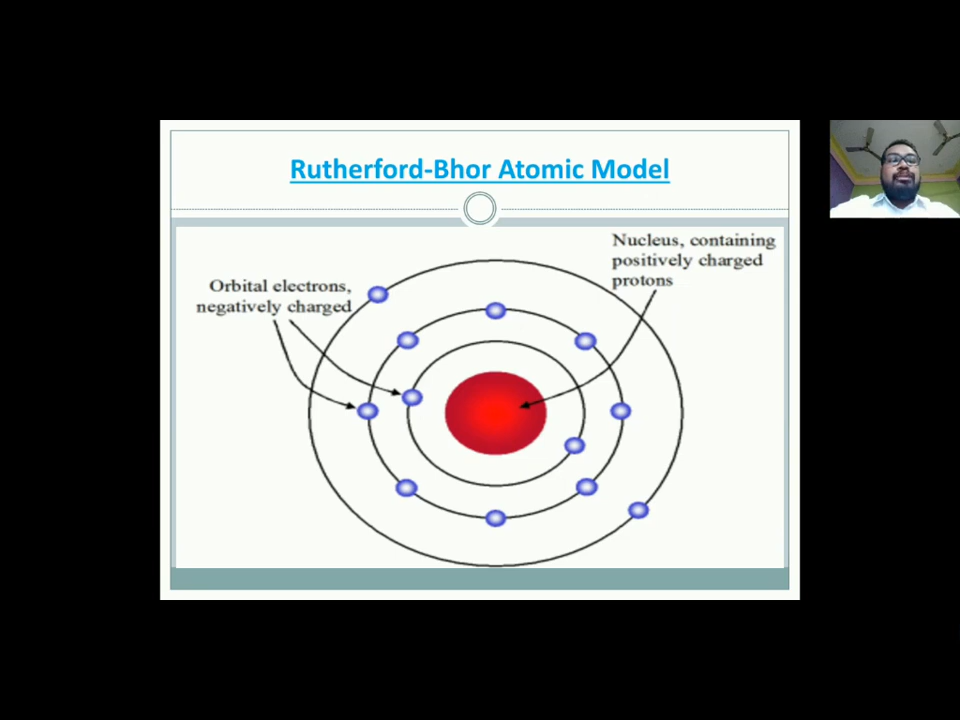 Rutherford-Bhor Atomic Model
Nucleus, containing
positively charged
protons
Orbital electrons,
negatively charged